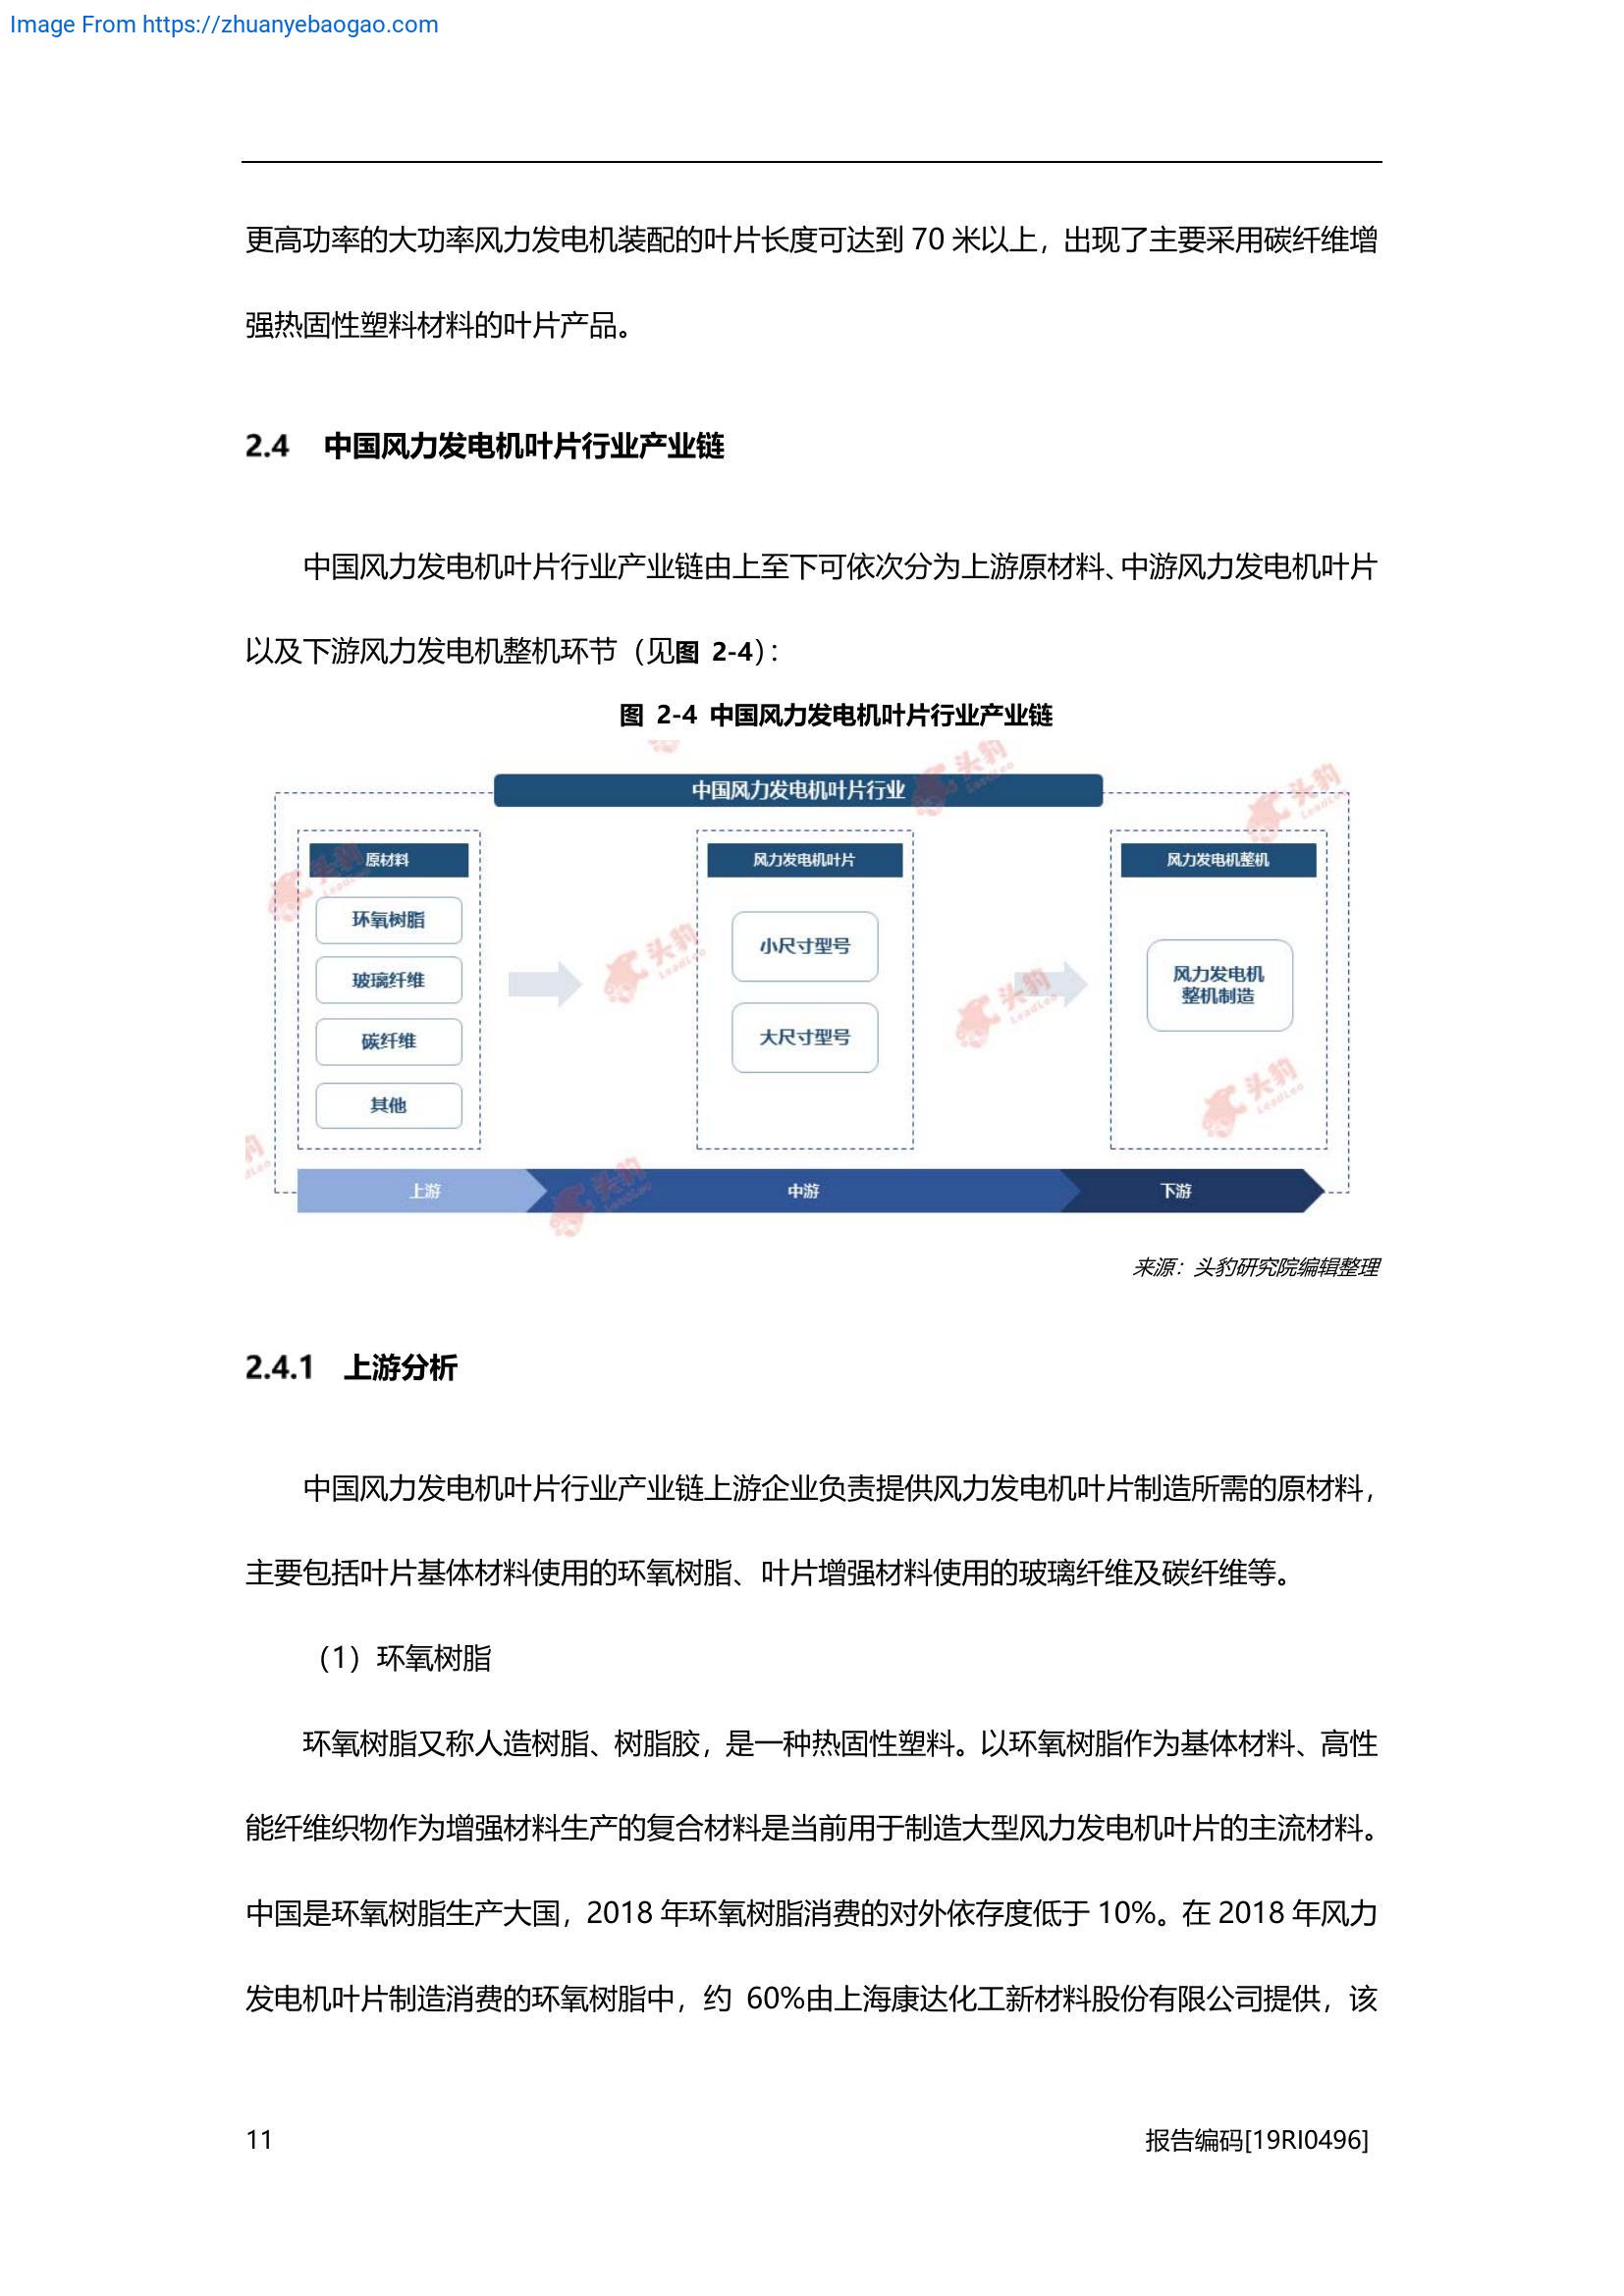 Image From https://zhuanyebaogao.com
更高功率的大功率风力发电机装配的叶片长度可达到 70 米以上，出现了主要采用碳纤维增
强热固性塑料材料的叶片产品。
2.4 中国风力发电机叶片行业产业链
中国风力发电机叶片行业产业链由上至下可依次分为上游原材料、中游风力发电机叶片
以及下游风力发电机整机环节（见图 2-4）：
图 2-4 中国风力发电机叶片行业产业链
中国风力发电机叶片行业
原材料
环氧树脂
玻璃纤维
碳纤维
其他
风力发电机叶片
小尺寸型号
大尺寸型号
风力发电机整机
风力发电机
整机制造
上游
中游
下游
头豹
LeadLeo
来源：头豹研究院编辑整理
2.4.1 上游分析
中国风力发电机叶片行业产业链上游企业负责提供风力发电机叶片制造所需的原材料，
主要包括叶片基体材料使用的环氧树脂、叶片增强材料使用的玻璃纤维及碳纤维等。
（1）环氧树脂
环氧树脂又称人造树脂、树脂胶，是一种热固性塑料。以环氧树脂作为基体材料、高性
能纤维织物作为增强材料生产的复合材料是当前用于制造大型风力发电机叶片的主流材料。
中国是环氧树脂生产大国，2018 年环氧树脂消费的对外依存度低于 10%。在 2018 年风力
发电机叶片制造消费的环氧树脂中，约 60%由上海康达化工新材料股份有限公司提供，该
11
报告编码[19RI0496]